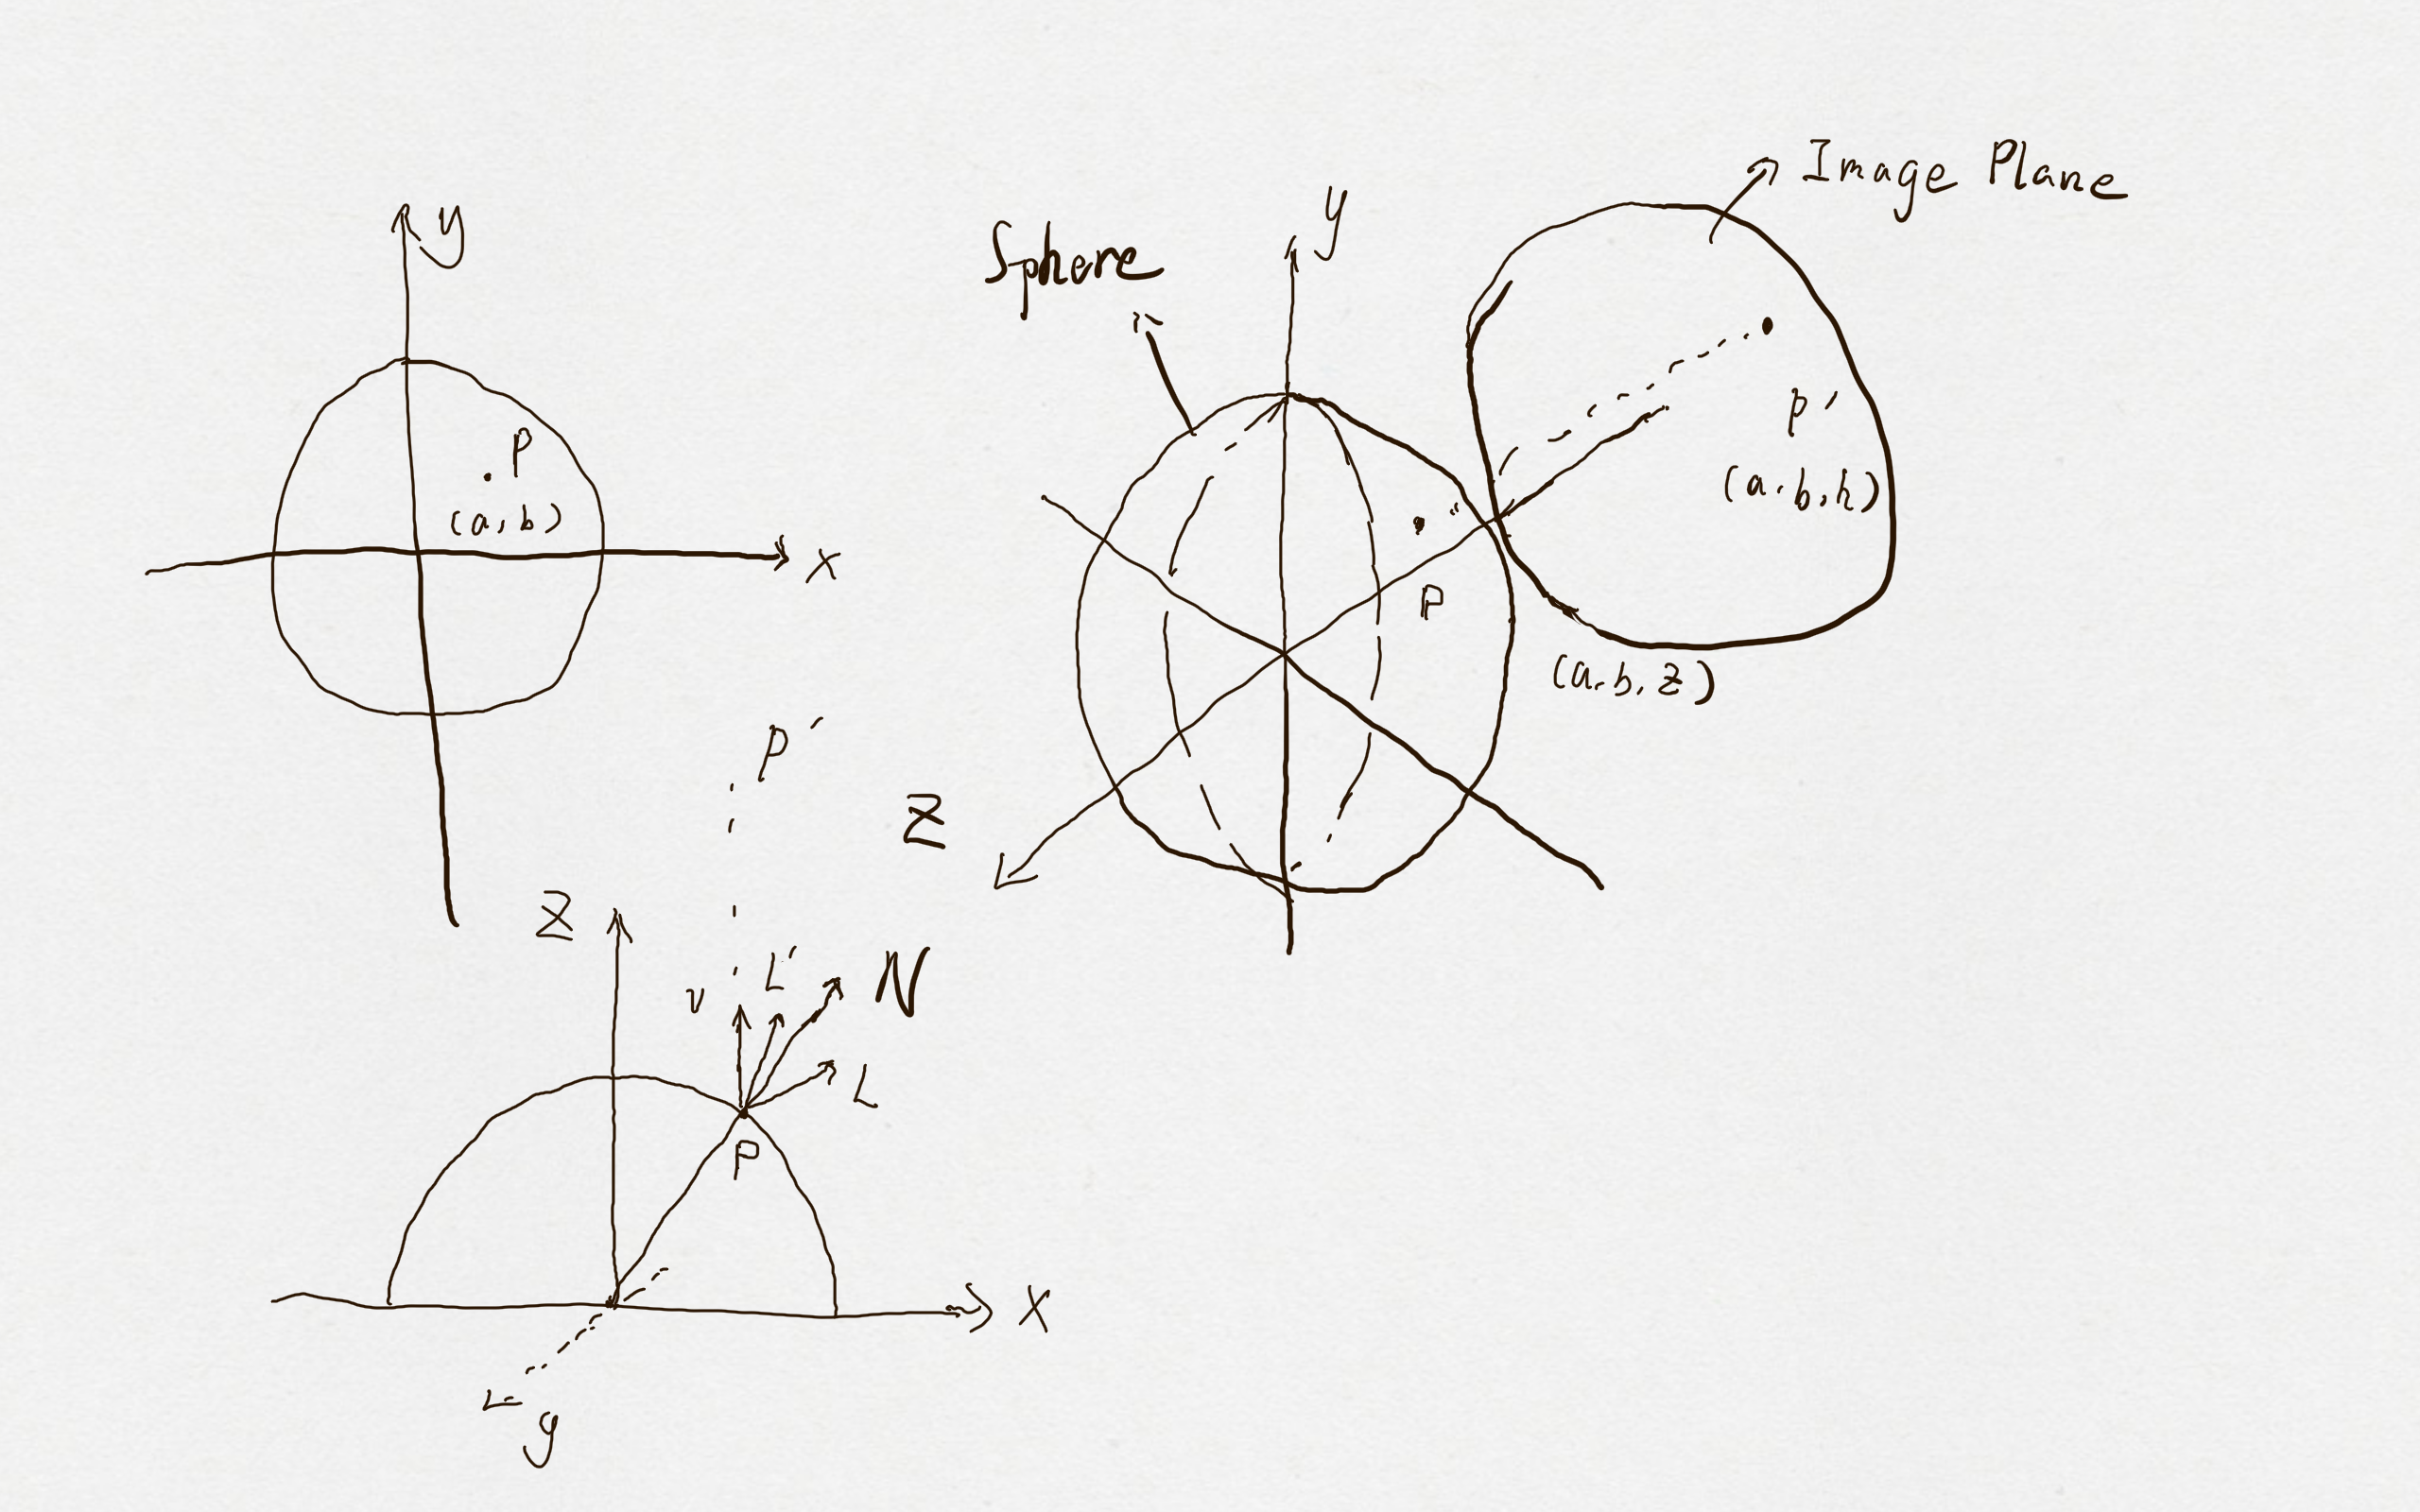 y
P
(a, b)
x
Sphere
y
Image Plane
P
P′
(a.b,h)
(a.b,z)
Z
P′
Z
v
L′
N
L
P
X
y